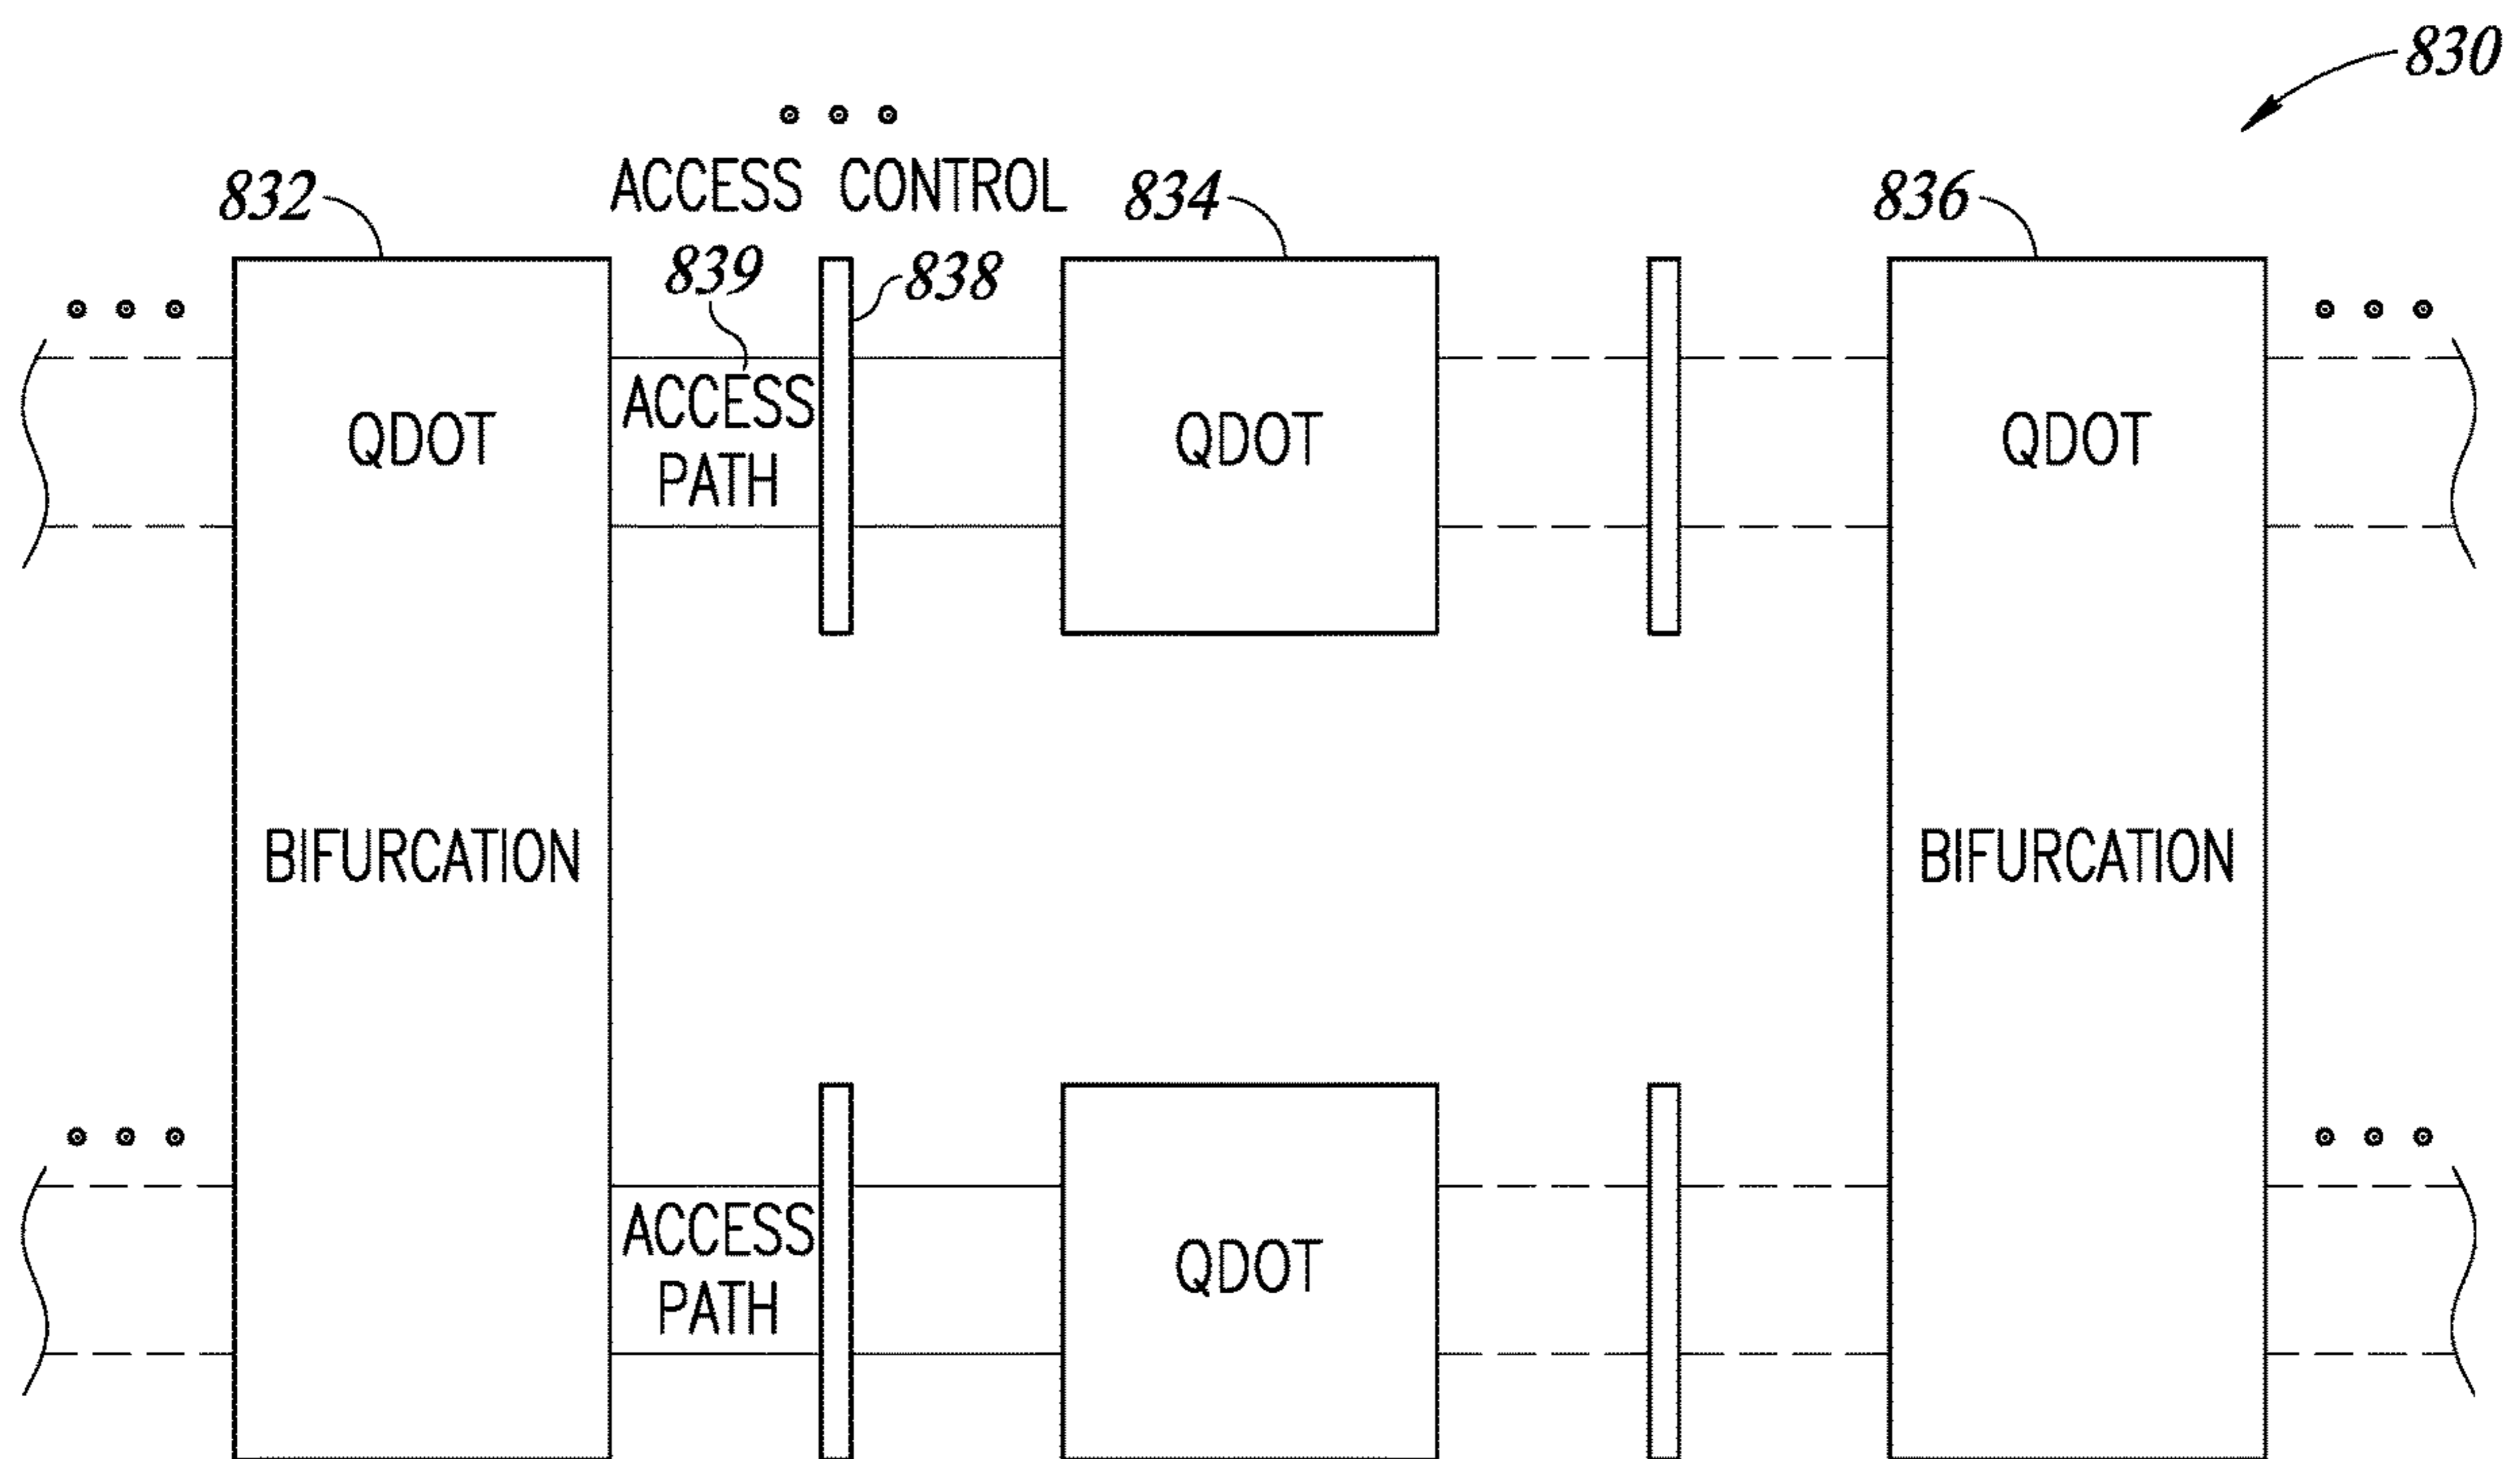 830
ACCESS CONTROL
832
834
836
839
838
QDOT
ACCESS
PATH
QDOT
QDOT
BIFURCATION
BIFURCATION
ACCESS
PATH
QDOT